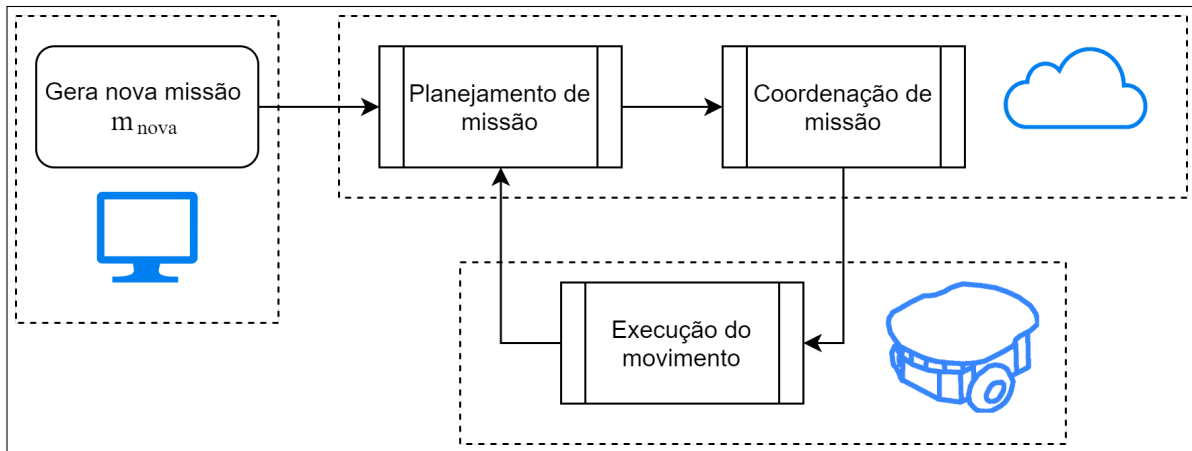 Gera nova missão
m nova
Planejamento de
missão
Coordenação de
missão
Execução do
movimento